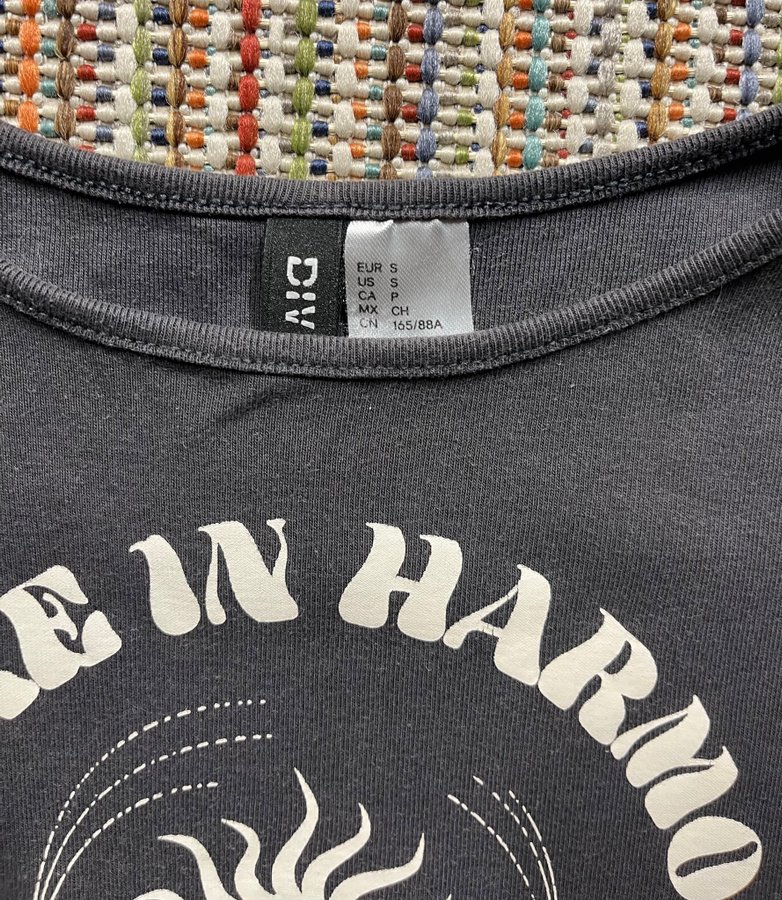 DIV
EUR S
US S
CA P
MX CH
CN 165/88A
IN HARMO